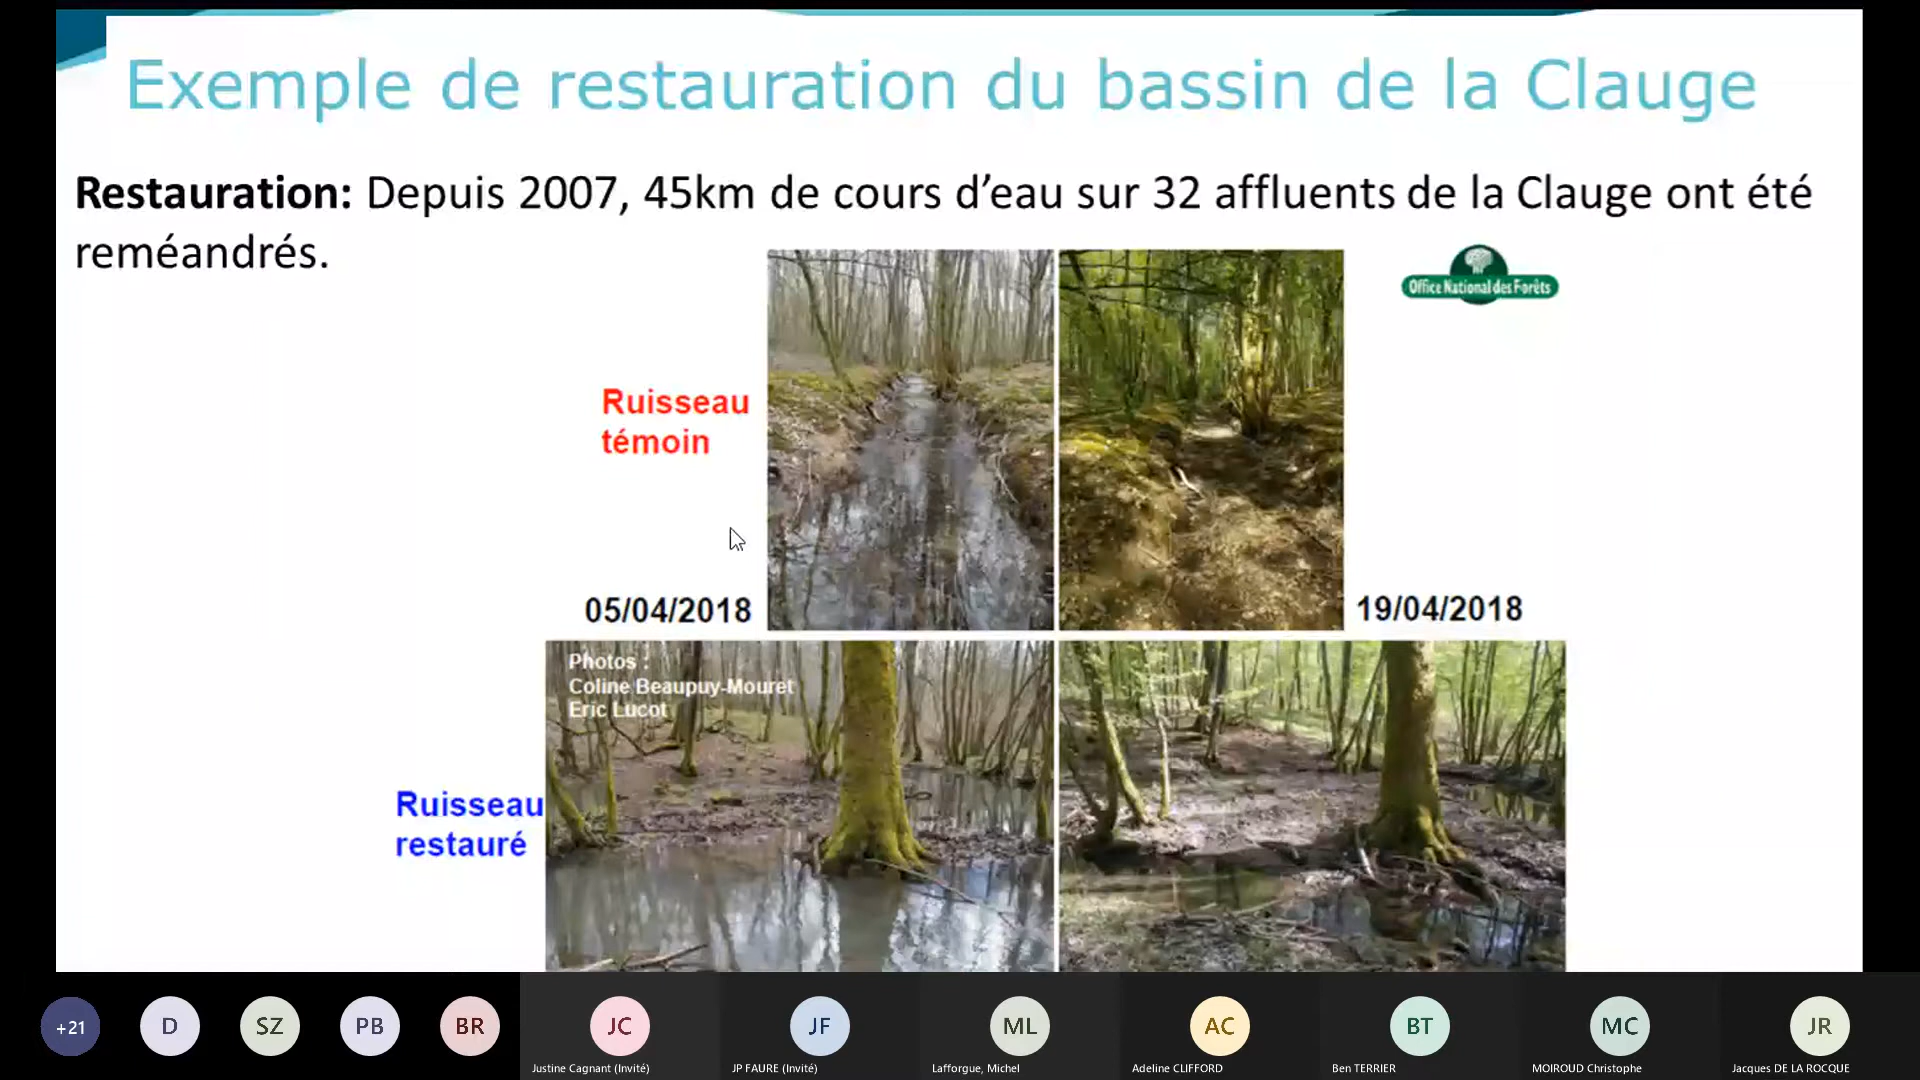 Exemple de restauration du bassin de la Clauge
Restauration: Depuis 2007, 45km de cours d’eau sur 32 affluents de la Clauge ont été
reméandrés.
Office National des Forêts
Ruisseau
témoin
05/04/2018
19/04/2018
Photos :
Coline Beaupuy-Mouret
Eric Lucot
Ruisseau
restauré
+21
D
SZ
PB
BR
JC
JF
ML
AC
BT
MC
JR
Justine Cagnant (Invité)
JP FAURE (Invité)
Lafforgue, Michel
Adeline CLIFFORD
Ben TERRIER
MOIROUD Christophe
Jacques DE LA ROCQUE